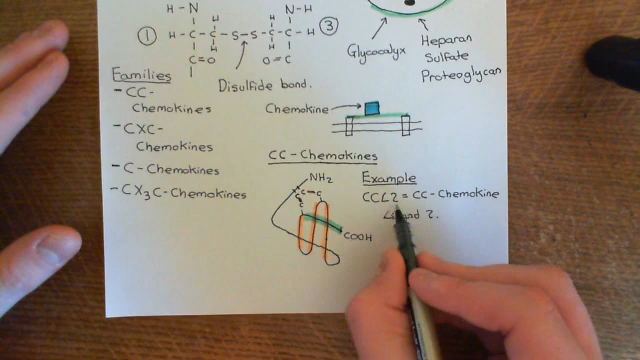 H-N
N-H
① H-C-C-S-S-C-C-H ③
H
H
C=O
O=C
Disulfide bond.
Glycocalyx
Heparan
Sulfate
Proteoglycan
Families
-CC-
Chemokines
-CXC-
Chemokines
-C-Chemokines
-CX3C-Chemokines
Chemokine
CC-Chemokines
NH2
C-C
C
C
COOH
Example
CCL2 = CC-Chemokine
Ligand 2.